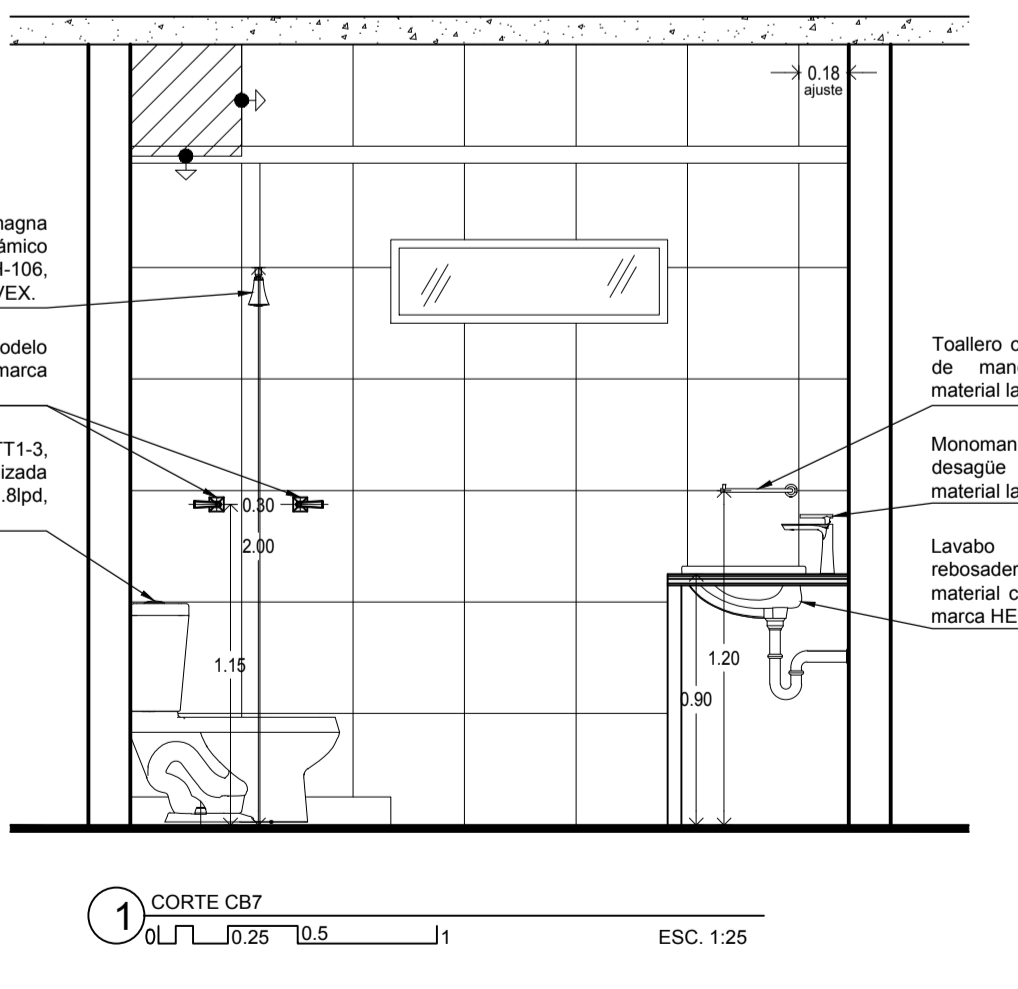 0.18
ajuste
magna
ámico
H-106,
VEX.
odelo
marca
TT1-3,
izada
.8lpd,
Toallero
de man
material la
Monoman
desagüe
material la
Lavabo
rebosader
material c
marca HE
0.30
2.00
1.15
1.20
0.90
1
CORTE CB7
0 0.25 0.5 1
ESC. 1:25